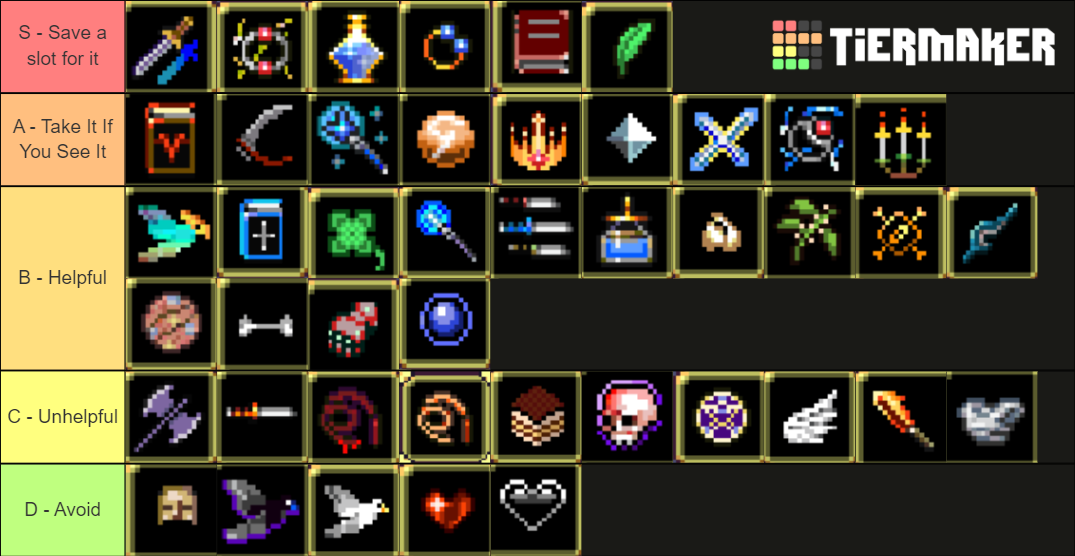 S - Save a
slot for it
TiERMAKER
A - Take It If
You See It
B - Helpful
C - Unhelpful
D - Avoid